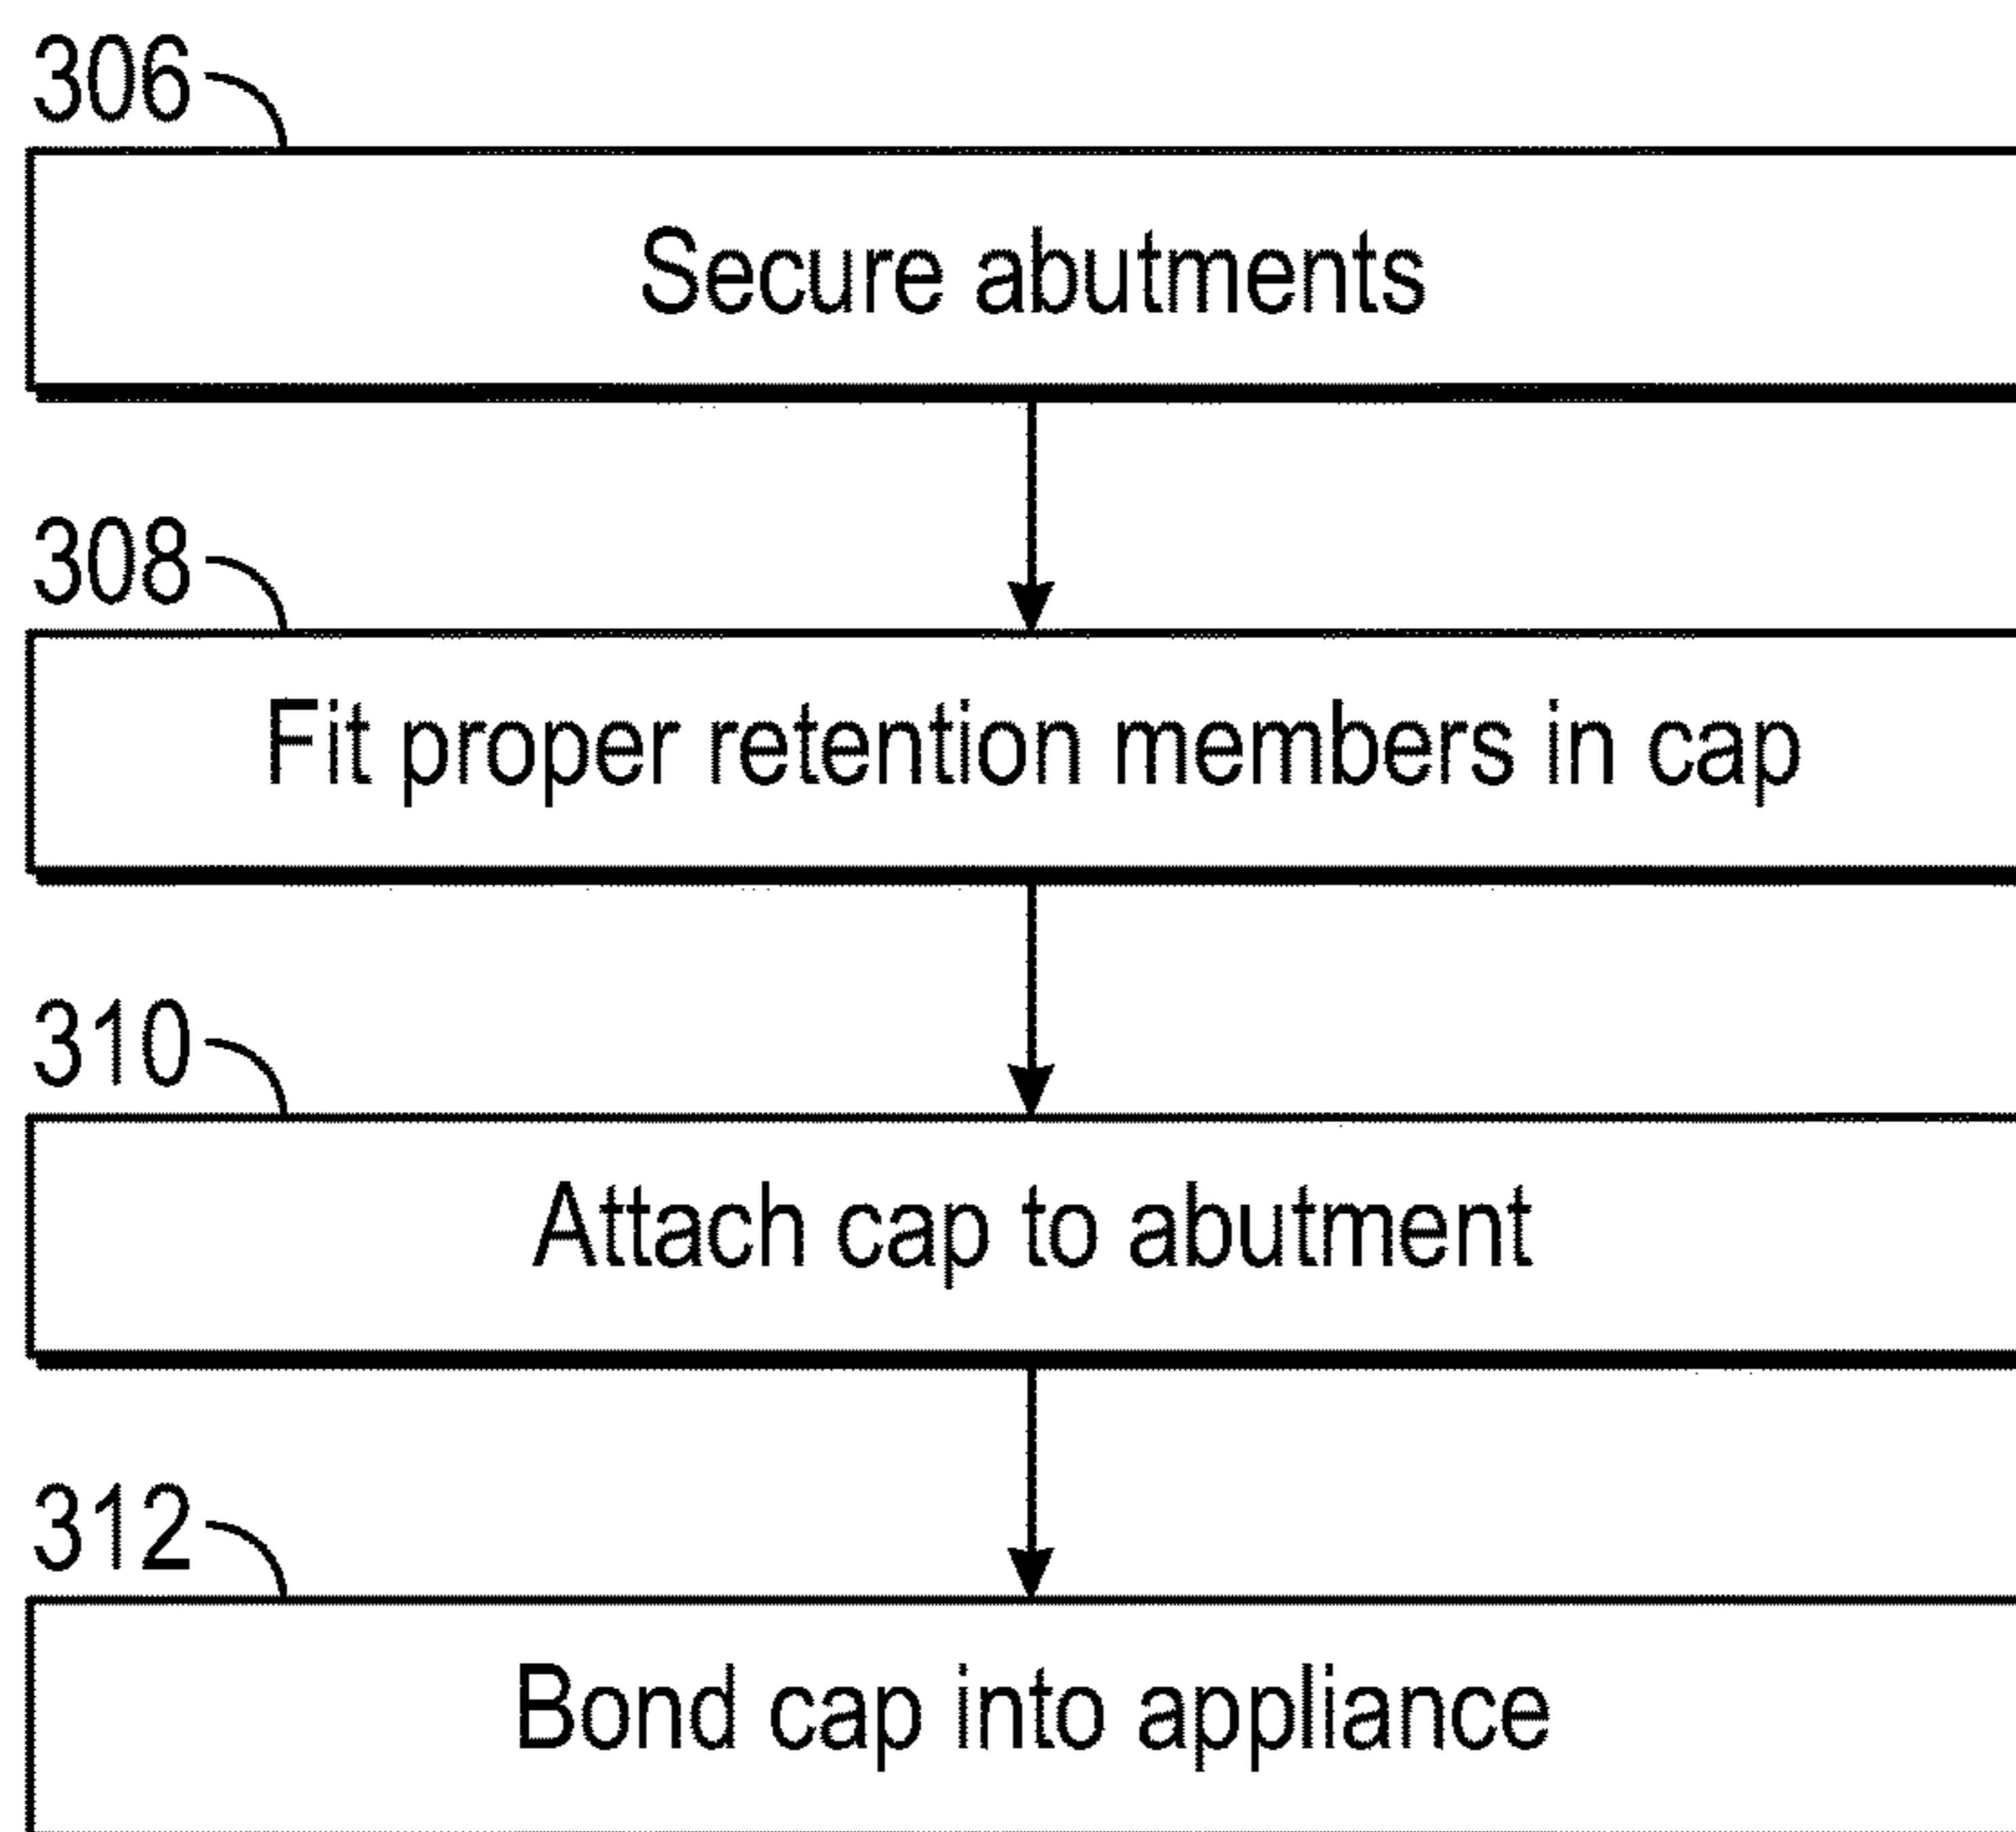 306
Secure abutments
308
Fit proper retention members in cap
310
Attach cap to abutment
312
Bond cap into appliance